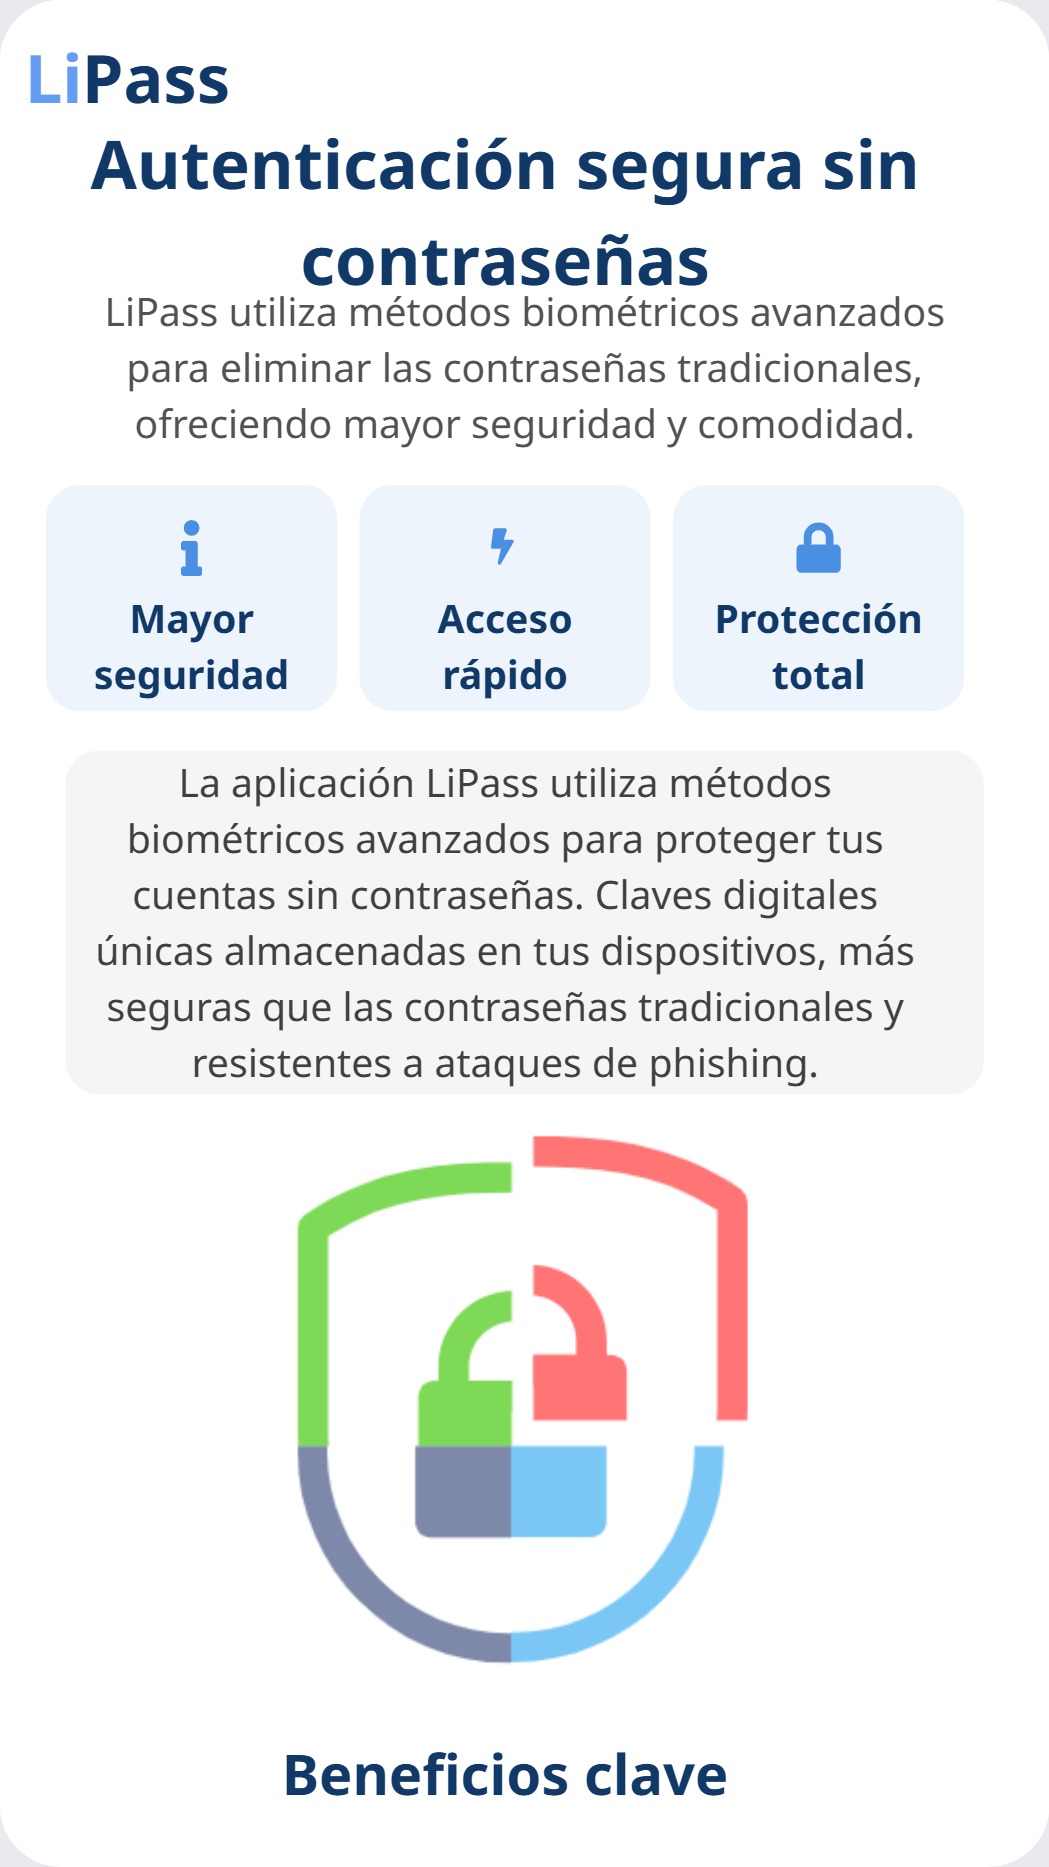 LiPass
Autenticación segura sin
contraseñas
LiPass utiliza métodos biométricos avanzados
para eliminar las contraseñas tradicionales,
ofreciendo mayor seguridad y comodidad.
Mayor
seguridad
Acceso
rápido
Protección
total
La aplicación LiPass utiliza métodos
biométricos avanzados para proteger tus
cuentas sin contraseñas. Claves digitales
únicas almacenadas en tus dispositivos, más
seguras que las contraseñas tradicionales y
resistentes a ataques de phishing.
Beneficios clave